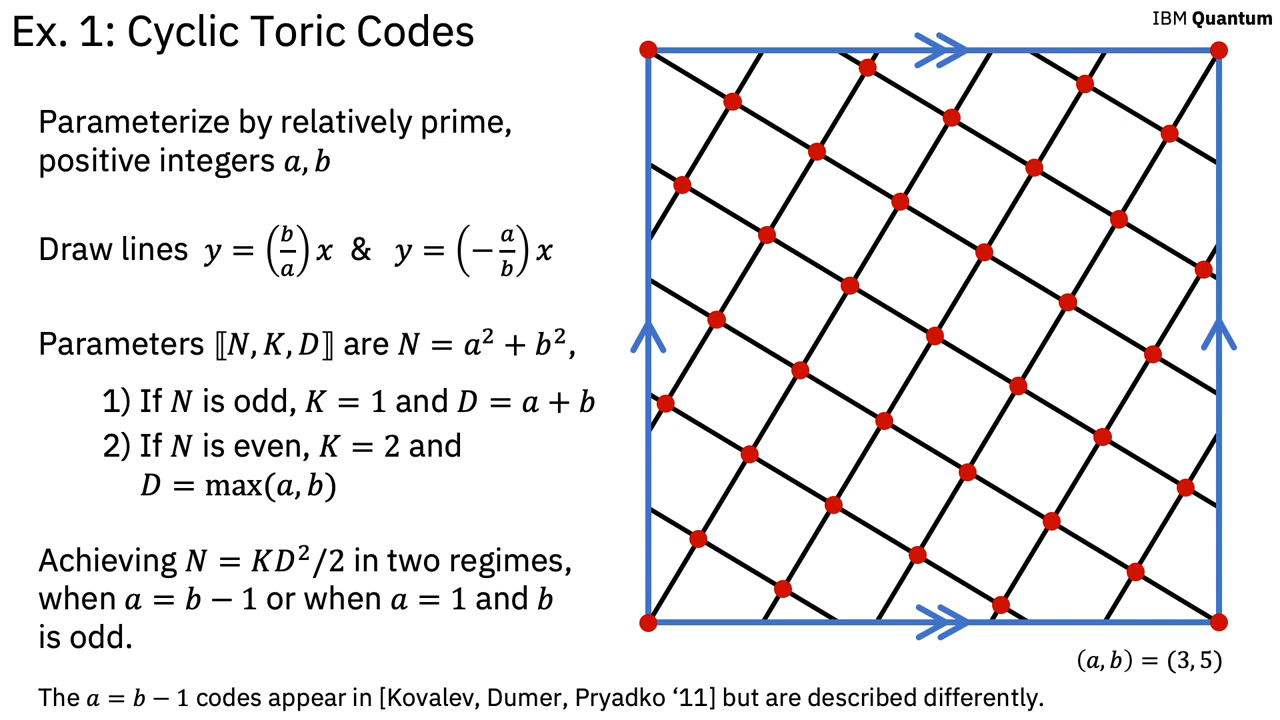 Ex. 1: Cyclic Toric Codes
IBM Quantum
Parameterize by relatively prime,
positive integers a, b
Draw lines y = (b/a) x & y = (−a/b) x
Parameters ⟦N, K, D⟧ are N = a² + b²,
1) If N is odd, K = 1 and D = a + b
2) If N is even, K = 2 and
D = max(a, b)
Achieving N = KD²/2 in two regimes,
when a = b − 1 or when a = 1 and b
is odd.
(a, b) = (3, 5)
The a = b − 1 codes appear in [Kovalev, Dumer, Pryadko ‘11] but are described differently.